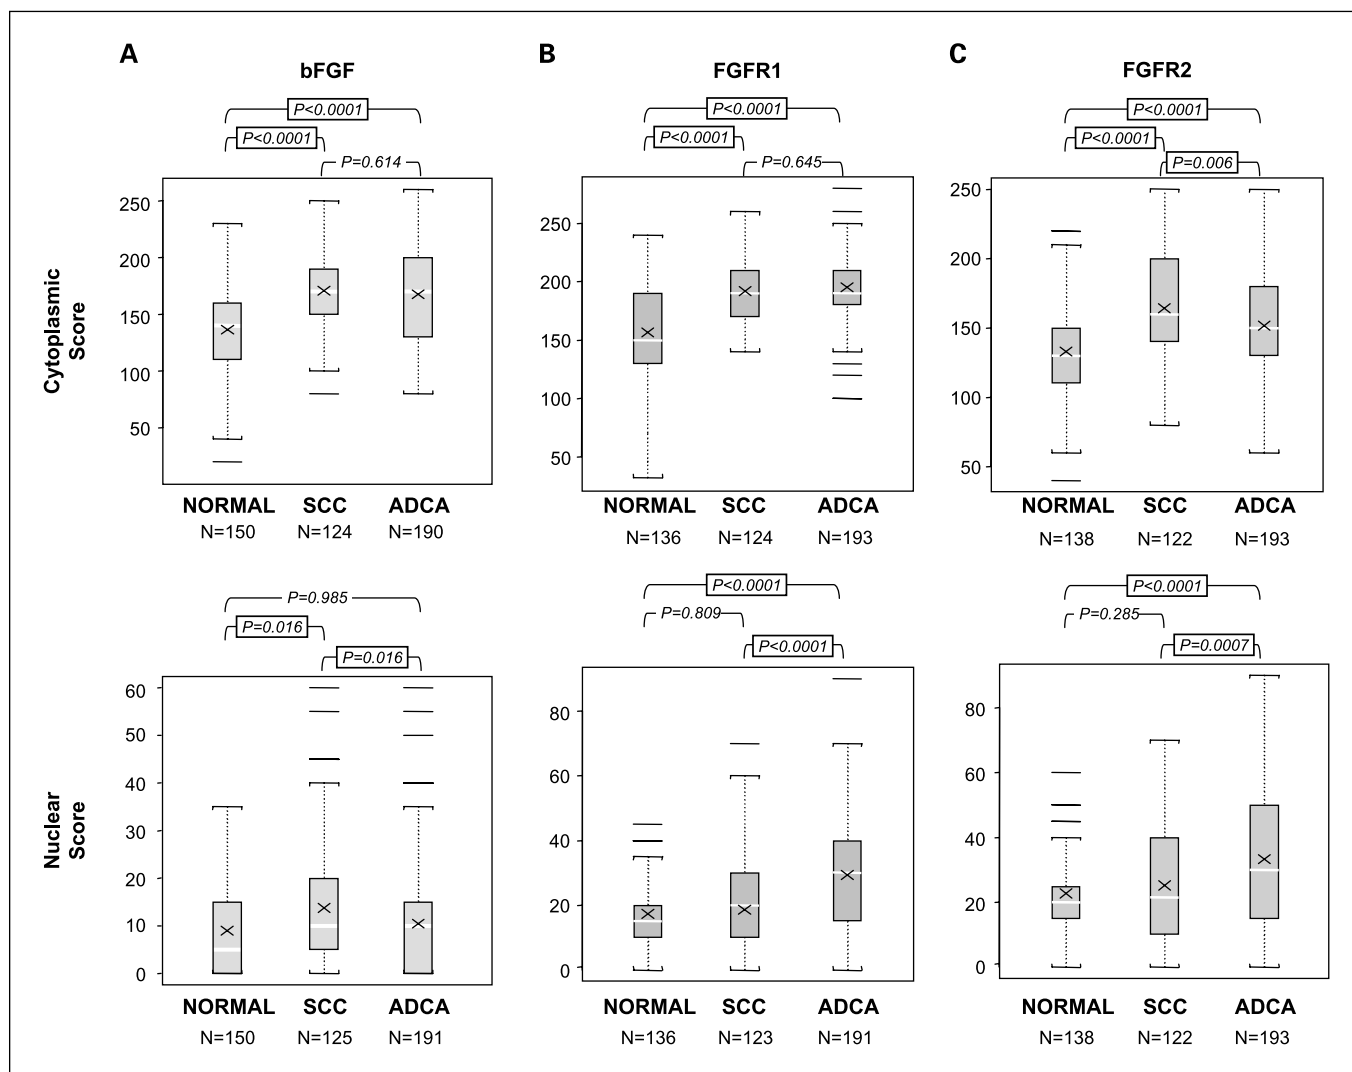 A
B
C
bFGF
FGFR1
FGFR2
P<0.0001
P<0.0001
P<0.0001
P<0.0001
P<0.0001
P<0.0001
P=0.614
P=0.645
P=0.006
Cytoplasmic
Score
250
200
150
100
50
250
200
150
100
50
250
200
150
100
50
NORMAL SCC ADCA
N=150 N=124 N=190
NORMAL SCC ADCA
N=136 N=124 N=193
NORMAL SCC ADCA
N=138 N=122 N=193
P=0.985
P=0.016
P=0.016
P<0.0001
P=0.809
P<0.0001
P<0.0001
P=0.285
P=0.0007
Nuclear
Score
60
50
40
30
20
10
0
80
60
40
20
0
80
60
40
20
0
NORMAL SCC ADCA
N=150 N=125 N=191
NORMAL SCC ADCA
N=136 N=123 N=191
NORMAL SCC ADCA
N=138 N=122 N=193